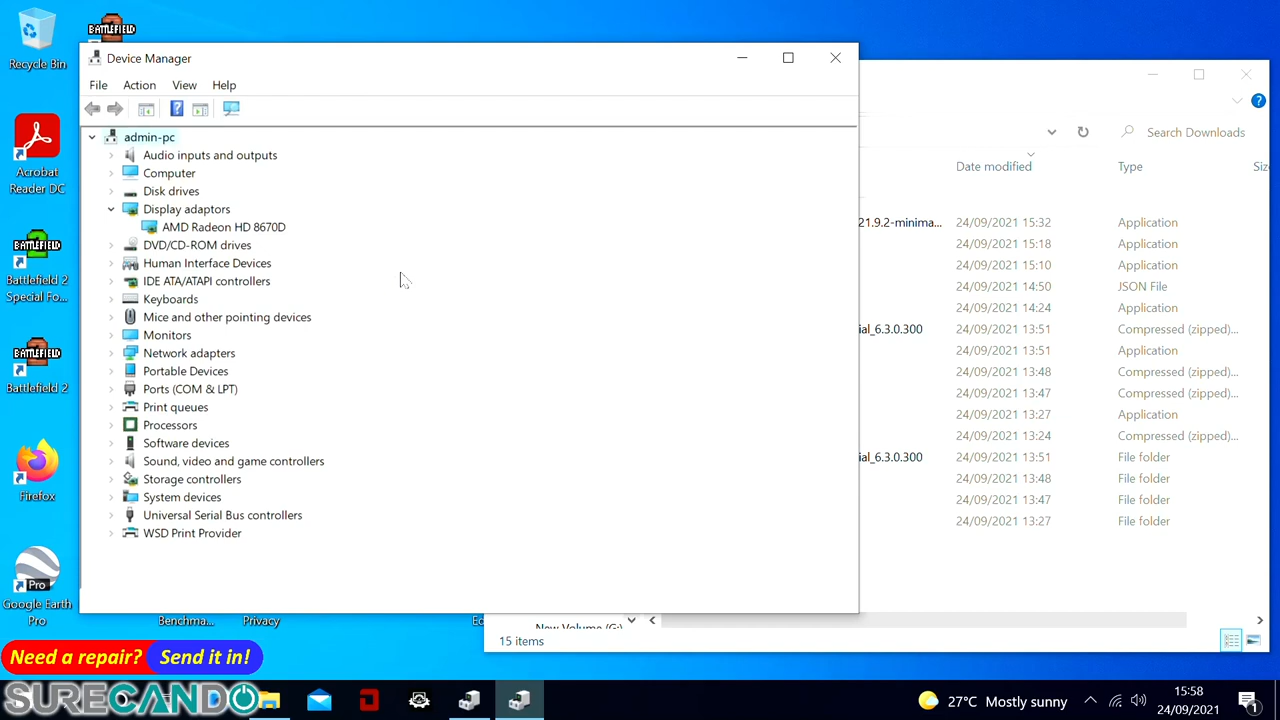 Recycle Bin
BATTLEFIELD
Acrobat
Reader DC
BATTLEFIELD
2
Battlefield 2
Special Fo...
BATTLEFIELD
Battlefield 2
Firefox
Pro
Google Earth
Pro
Benchma...
Privacy
Device Manager
File Action View Help
admin-pc
Audio inputs and outputs
Computer
Disk drives
Display adaptors
AMD Radeon HD 8670D
DVD/CD-ROM drives
Human Interface Devices
IDE ATA/ATAPI controllers
Keyboards
Mice and other pointing devices
Monitors
Network adapters
Portable Devices
Ports (COM & LPT)
Print queues
Processors
Software devices
Sound, video and game controllers
Storage controllers
System devices
Universal Serial Bus controllers
WSD Print Provider
Search Downloads
Date modified Type
21.9.2-minima... 24/09/2021 15:32 Application
24/09/2021 15:18 Application
24/09/2021 15:10 Application
24/09/2021 14:50 JSON File
24/09/2021 14:24 Application
ial_6.3.0.300 24/09/2021 13:51 Compressed (zipped)...
24/09/2021 13:51 Application
24/09/2021 13:48 Compressed (zipped)...
24/09/2021 13:47 Compressed (zipped)...
24/09/2021 13:27 Application
24/09/2021 13:24 Compressed (zipped)...
ial_6.3.0.300 24/09/2021 13:51 File folder
24/09/2021 13:48 File folder
24/09/2021 13:47 File folder
24/09/2021 13:27 File folder
New Volume (G:)
15 items
Need a repair? Send it in!
SURECANDO
27°C Mostly sunny
15:58
24/09/2021
1